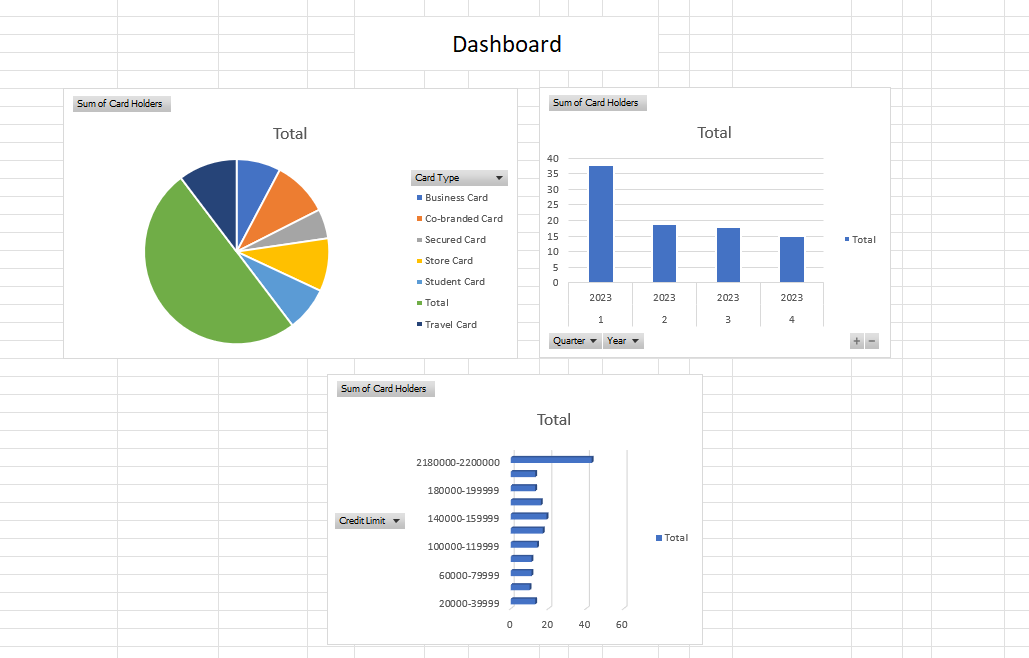 Dashboard
Sum of Card Holders
Total
Card Type
Business Card
Co-branded Card
Secured Card
Store Card
Student Card
Total
Travel Card
Sum of Card Holders
Total
40
35
30
25
20
15
10
5
0
2023 2023 2023 2023
1 2 3 4
Total
Quarter Year
+ −
Sum of Card Holders
Total
Credit Limit
2180000-2200000
180000-199999
140000-159999
100000-119999
60000-79999
20000-39999
0 20 40 60
Total